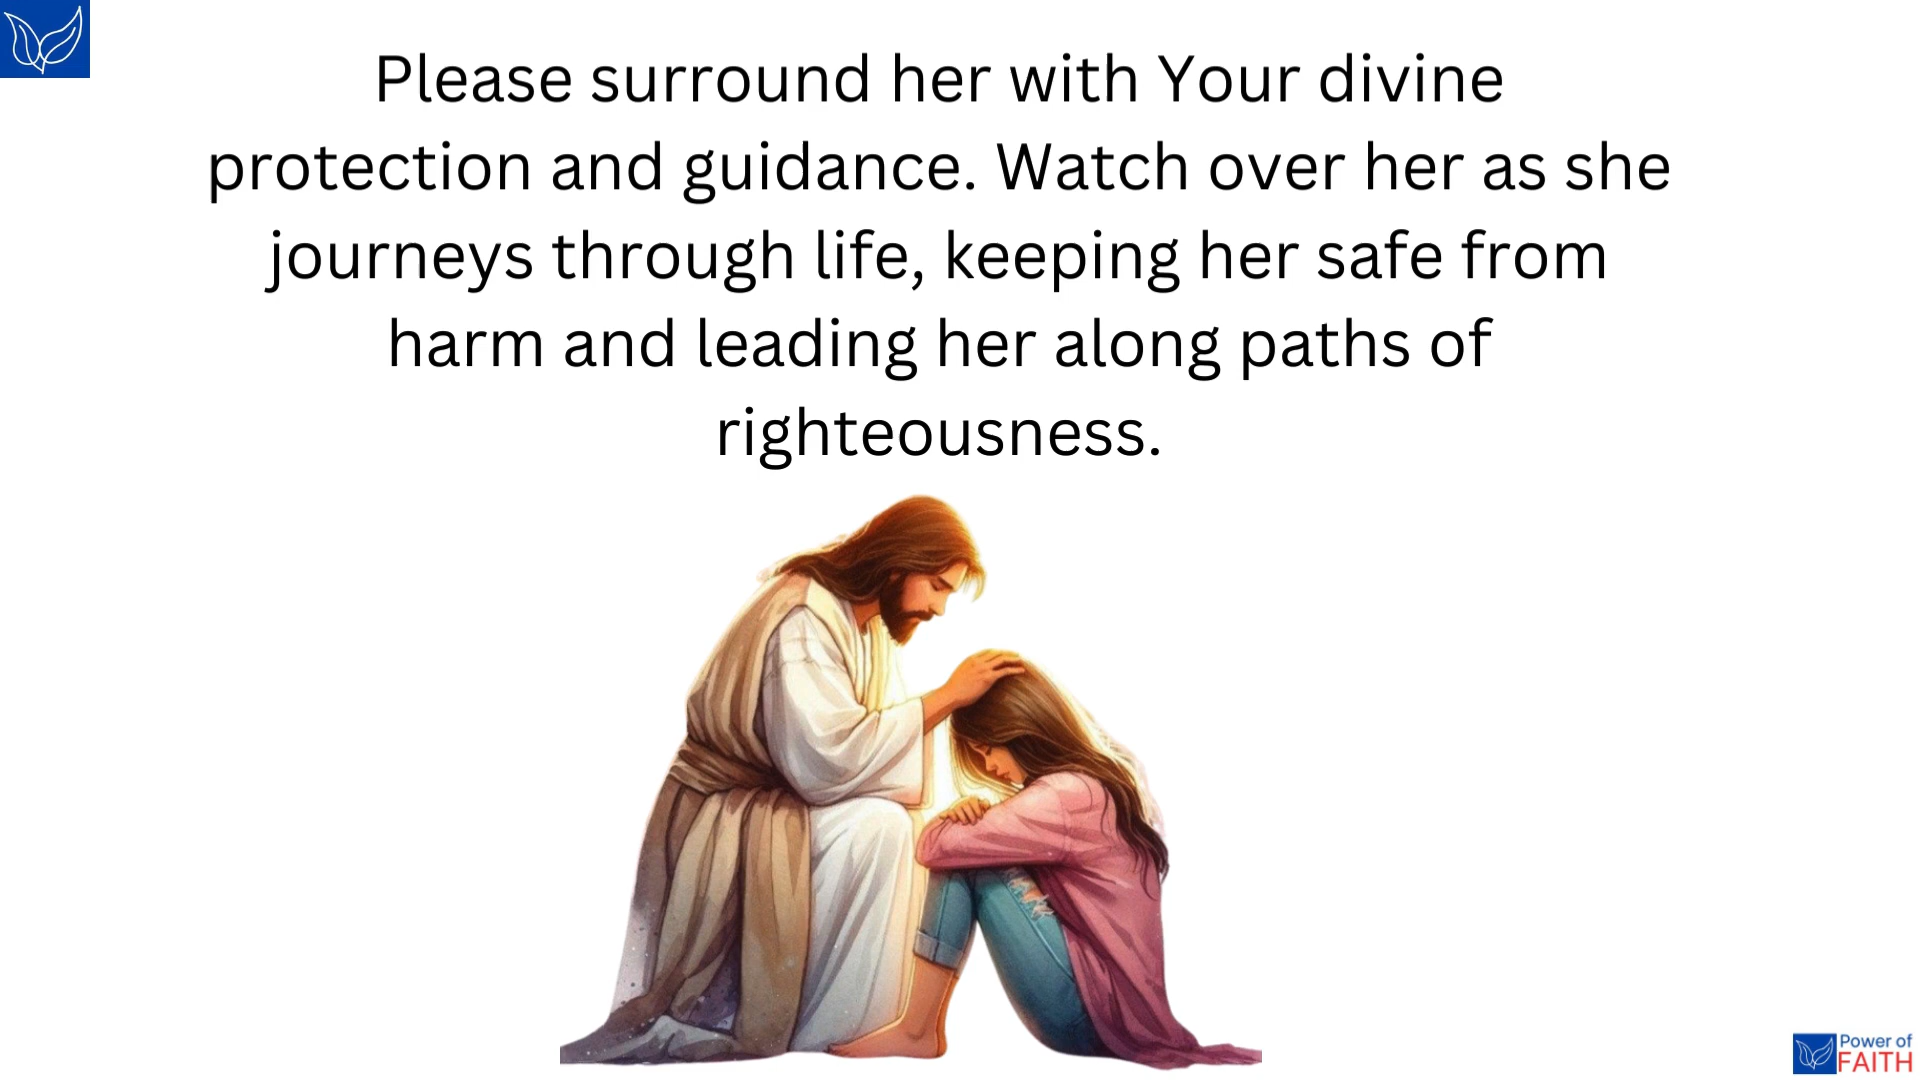 Please surround her with Your divine
protection and guidance. Watch over her as she
journeys through life, keeping her safe from
harm and leading her along paths of
righteousness.
Power of
FAITH